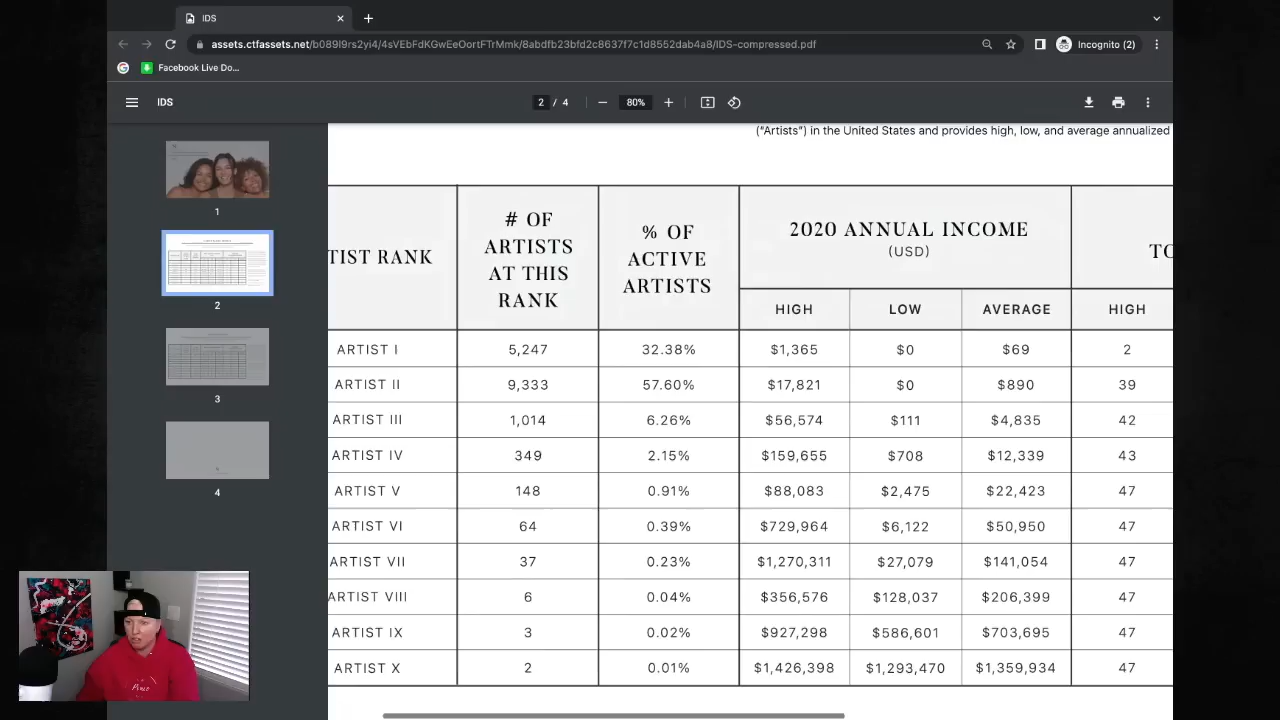 IDS
assets.ctfassets.net/b089l9rs2yi4/4sVEbFdKGwEeOortFTrMmk/8abdfb23bfd2c8637f7c1d8552dab4a8/IDS-compressed.pdf
Incognito (2)
Facebook Live Do...
IDS
2 / 4
80%
1
2
3
4
("Artists") in the United States and provides high, low, and average annualized
TIST RANK
# OF ARTISTS AT THIS RANK
% OF ACTIVE ARTISTS
2020 ANNUAL INCOME
(USD)
TO
HIGH LOW AVERAGE HIGH
ARTIST I 5,247 32.38% $1,365 $0 $69 2
ARTIST II 9,333 57.60% $17,821 $0 $890 39
ARTIST III 1,014 6.26% $56,574 $111 $4,835 42
ARTIST IV 349 2.15% $159,655 $708 $12,339 43
ARTIST V 148 0.91% $88,083 $2,475 $22,423 47
ARTIST VI 64 0.39% $729,964 $6,122 $50,950 47
ARTIST VII 37 0.23% $1,270,311 $27,079 $141,054 47
ARTIST VIII 6 0.04% $356,576 $128,037 $206,399 47
ARTIST IX 3 0.02% $927,298 $586,601 $703,695 47
ARTIST X 2 0.01% $1,426,398 $1,293,470 $1,359,934 47